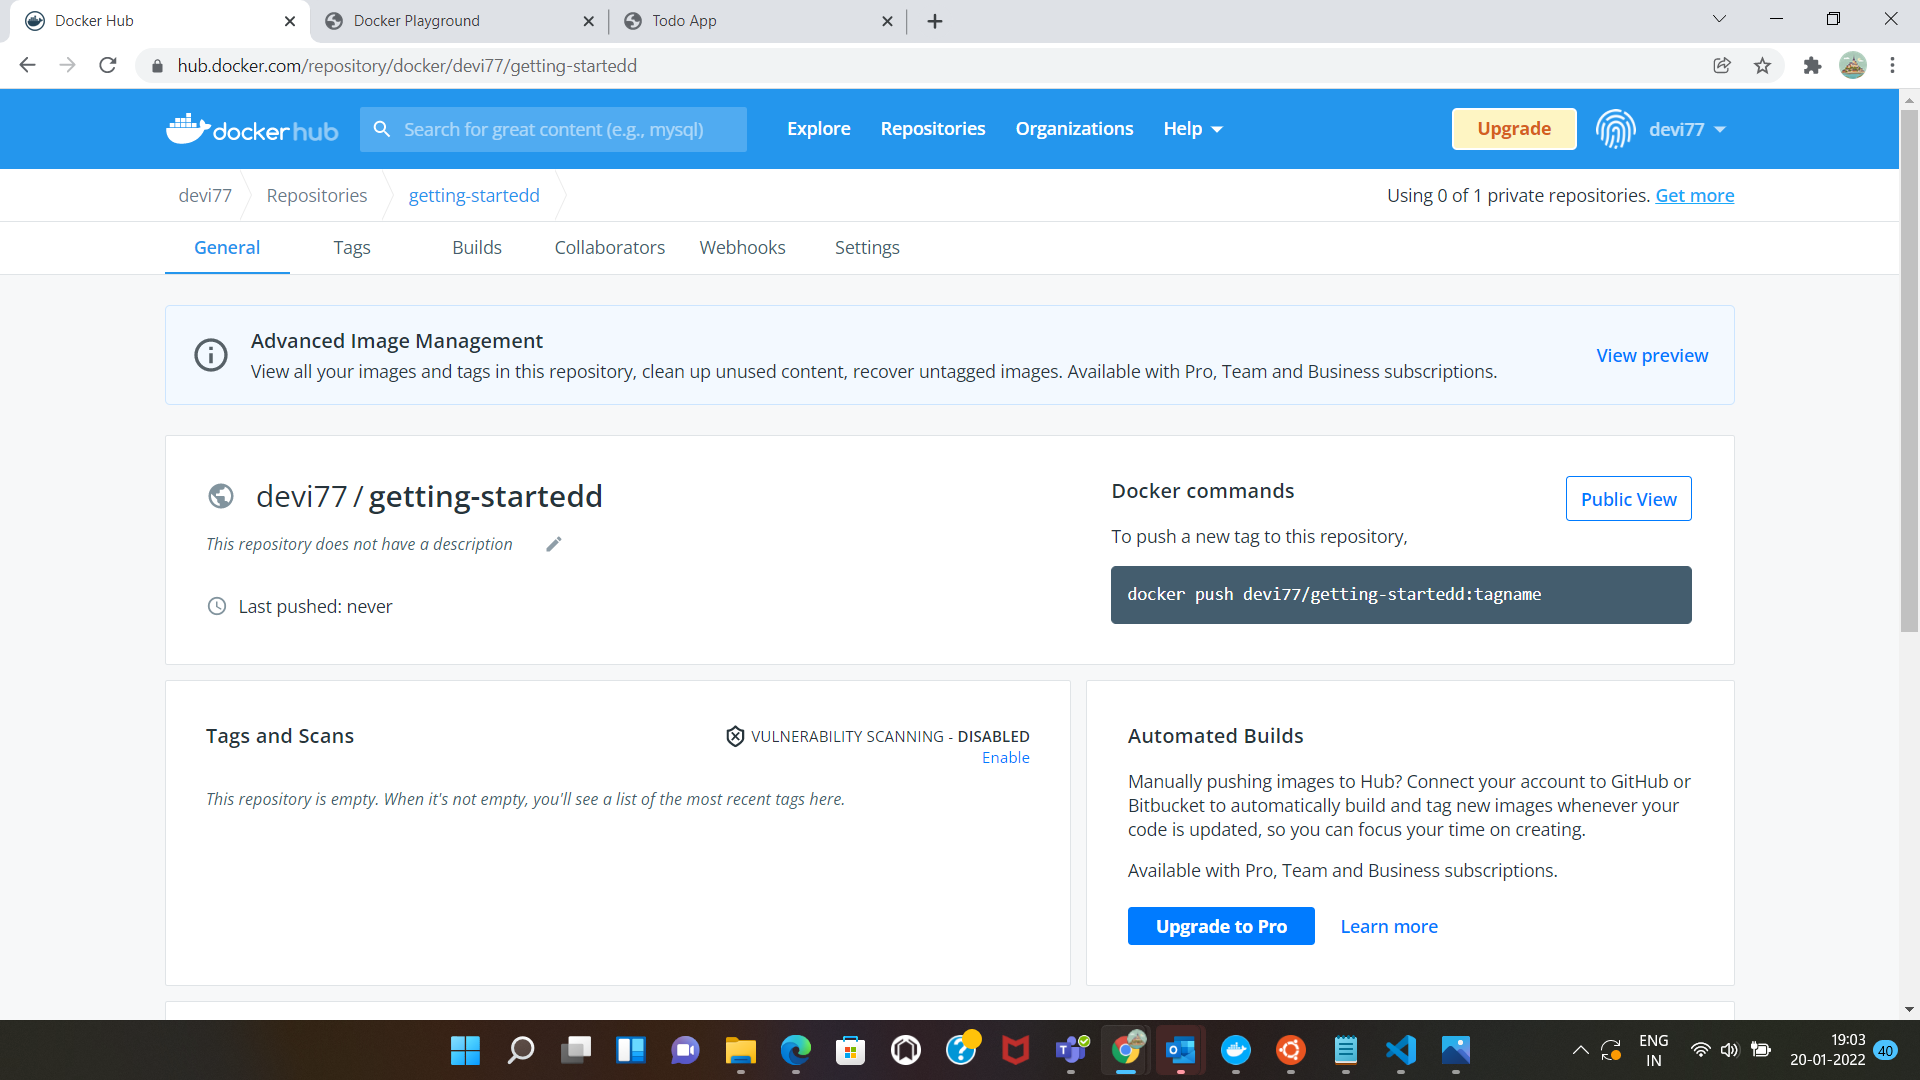 Docker Hub
Docker Playground
Todo App
hub.docker.com/repository/docker/devi77/getting-startedd
dockerhub
Search for great content (e.g., mysql)
Explore
Repositories
Organizations
Help
Upgrade
devi77
devi77
Repositories
getting-startedd
Using 0 of 1 private repositories. Get more
General
Tags
Builds
Collaborators
Webhooks
Settings
Advanced Image Management
View all your images and tags in this repository, clean up unused content, recover untagged images. Available with Pro, Team and Business subscriptions.
View preview
devi77 / getting-startedd
This repository does not have a description
Last pushed: never
Docker commands
Public View
To push a new tag to this repository,
docker push devi77/getting-startedd:tagname
Tags and Scans
VULNERABILITY SCANNING - DISABLED
Enable
This repository is empty. When it's not empty, you'll see a list of the most recent tags here.
Automated Builds
Manually pushing images to Hub? Connect your account to GitHub or
Bitbucket to automatically build and tag new images whenever your
code is updated, so you can focus your time on creating.
Available with Pro, Team and Business subscriptions.
Upgrade to Pro
Learn more
ENG
IN
19:03
20-01-2022
40